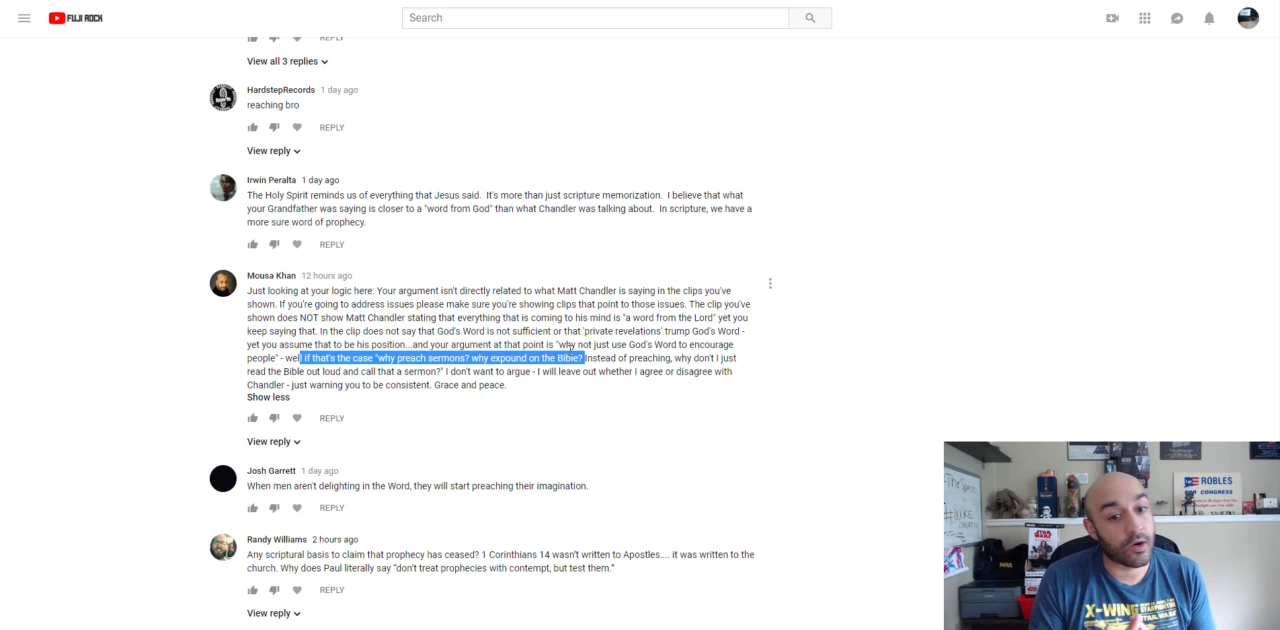 FUJI ROCK
Search
REPLY
View all 3 replies
HardstepRecords 1 day ago
reaching bro
REPLY
View reply
Irwin Peralta 1 day ago
The Holy Spirit reminds us of everything that Jesus said. It's more than just scripture memorization. I believe that what
your Grandfather was saying is closer to a "word from God" than what Chandler was talking about. In scripture, we have a
more sure word of prophecy.
REPLY
Mousa Khan 12 hours ago
Just looking at your logic here: Your argument isn't directly related to what Matt Chandler is saying in the clips you've
shown. If you're going to address issues please make sure you're showing clips that point to those issues. The clip you've
shown does NOT show Matt Chandler stating that everything that is coming to his mind is "a word from the Lord" yet you
keep saying that. In the clip does not say that God's Word is not sufficient or that 'private revelations' trump God's Word -
yet you assume that to be his position...and your argument at that point is "why not just use God's Word to encourage
people" - well if that's the case "why preach sermons? why expound on the Bible? Instead of preaching, why don't I just
read the Bible out loud and call that a sermon?" I don't want to argue - I will leave out whether I agree or disagree with
Chandler - just warning you to be consistent. Grace and peace.
Show less
REPLY
View reply
Josh Garrett 1 day ago
When men aren't delighting in the Word, they will start preaching their imagination.
REPLY
Randy Williams 2 hours ago
Any scriptural basis to claim that prophecy has ceased? 1 Corinthians 14 wasn't written to Apostles.... it was written to the
church. Why does Paul literally say "don't treat prophecies with contempt, but test them."
REPLY
View reply
ROBLES
CONGRESS
STAR
WARS
NRA
X-WING
STARFIGHTER
STAR WARS